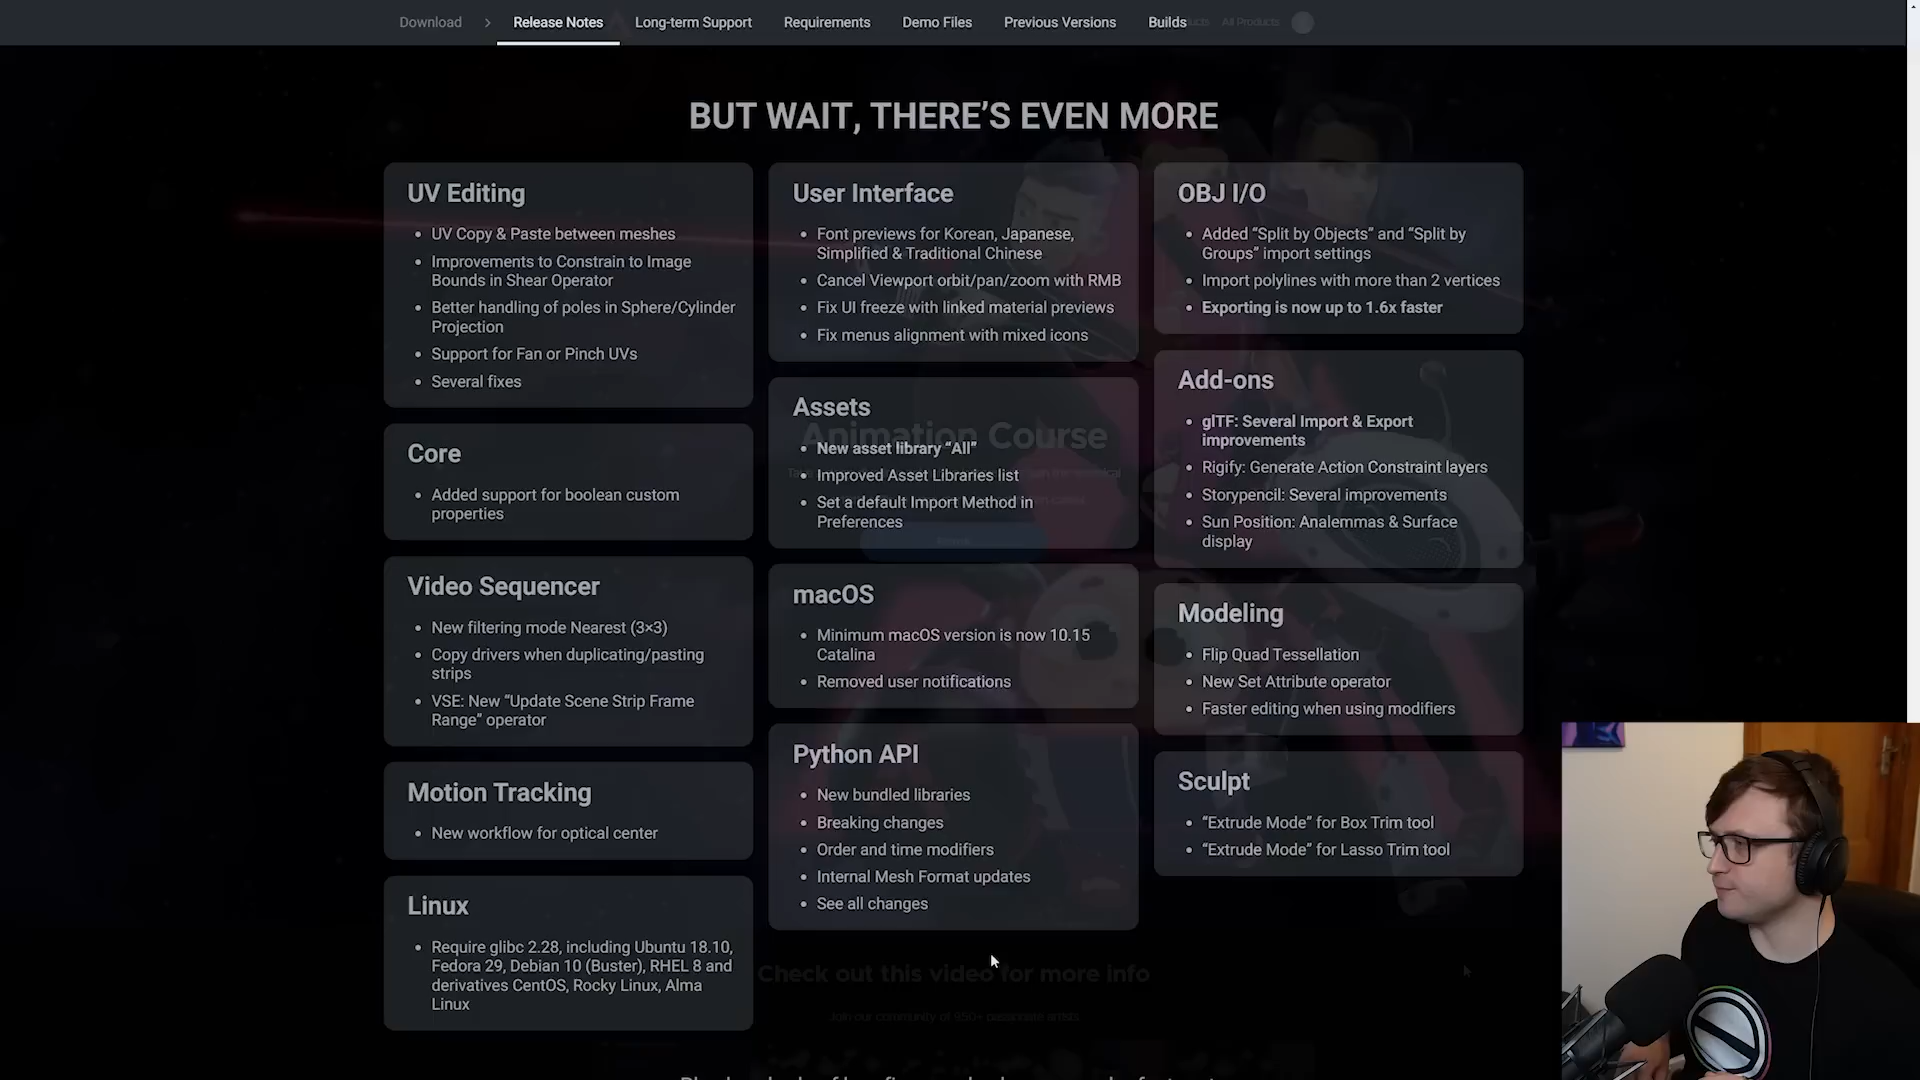 Download
Release Notes
Long-term Support
Requirements
Demo Files
Previous Versions
Builds
All Products
BUT WAIT, THERE’S EVEN MORE
UV Editing
UV Copy & Paste between meshes
Improvements to Constrain to Image
Bounds in Shear Operator
Better handling of poles in Sphere/Cylinder
Projection
Support for Fan or Pinch UVs
Several fixes
Core
Added support for boolean custom
properties
Video Sequencer
New filtering mode Nearest (3×3)
Copy drivers when duplicating/pasting
strips
VSE: New “Update Scene Strip Frame
Range” operator
Motion Tracking
New workflow for optical center
Linux
Require glibc 2.28, including Ubuntu 18.10,
Fedora 29, Debian 10 (Buster), RHEL 8 and
derivatives CentOS, Rocky Linux, Alma
Linux
User Interface
Font previews for Korean, Japanese,
Simplified & Traditional Chinese
Cancel Viewport orbit/pan/zoom with RMB
Fix UI freeze with linked material previews
Fix menus alignment with mixed icons
Assets
Animation Course
New asset library “All”
Improved Asset Libraries list
Set a default Import Method in
Preferences
macOS
Minimum macOS version is now 10.15
Catalina
Removed user notifications
Python API
New bundled libraries
Breaking changes
Order and time modifiers
Internal Mesh Format updates
See all changes
OBJ I/O
Added “Split by Objects” and “Split by
Groups” import settings
Import polylines with more than 2 vertices
Exporting is now up to 1.6x faster
Add-ons
glTF: Several Import & Export
improvements
Rigify: Generate Action Constraint layers
Storypencil: Several improvements
Sun Position: Analemmas & Surface
display
Modeling
Flip Quad Tessellation
New Set Attribute operator
Faster editing when using modifiers
Sculpt
“Extrude Mode” for Box Trim tool
“Extrude Mode” for Lasso Trim tool
Check out this video for more info
Join our community of 950+ passionate artists